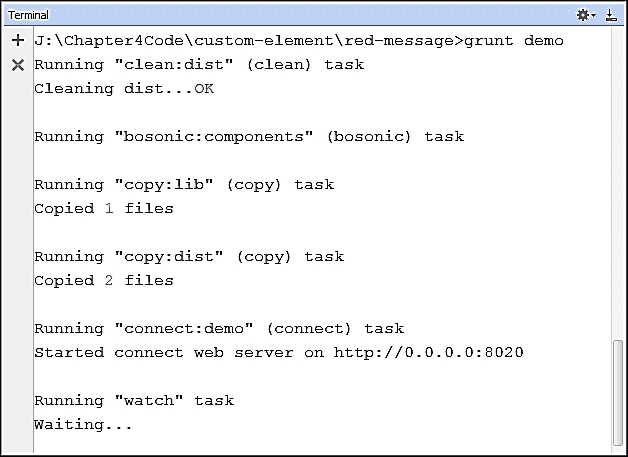 Terminal
J:\Chapter4Code\custom-element\red-message>grunt demo
Running "clean:dist" (clean) task
Cleaning dist...OK
Running "bosonic:components" (bosonic) task
Running "copy:lib" (copy) task
Copied 1 files
Running "copy:dist" (copy) task
Copied 2 files
Running "connect:demo" (connect) task
Started connect web server on http://0.0.0.0:8020
Running "watch" task
Waiting...